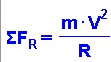 ΣF_R = m·V² / R